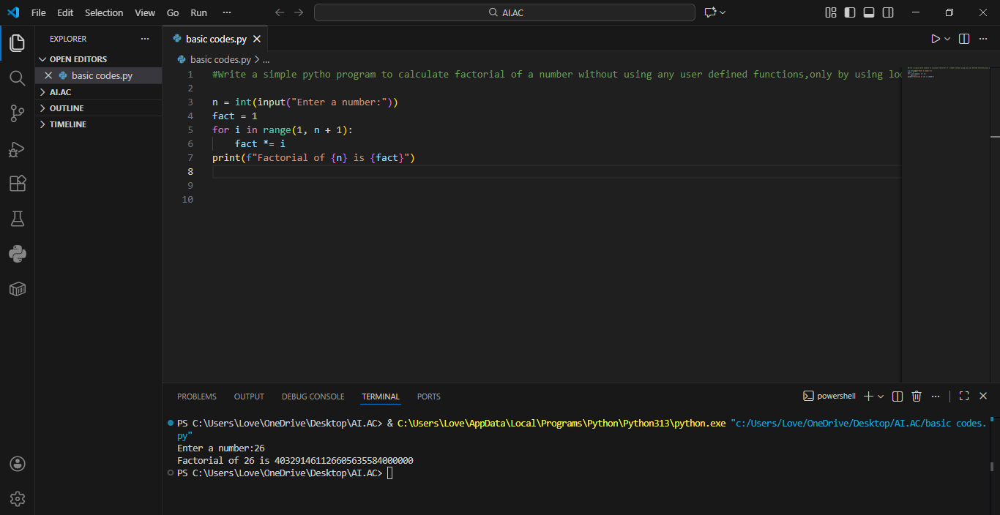 File Edit Selection View Go Run ···
AI.AC
EXPLORER ···
OPEN EDITORS
basic codes.py
AI.AC
OUTLINE
TIMELINE
basic codes.py
basic codes.py > ...
1 #Write a simple pytho program to calculate factorial of a number without using any user defined functions,only by using loo
2
3 n = int(input("Enter a number:"))
4 fact = 1
5 for i in range(1, n + 1):
6     fact *= i
7 print(f"Factorial of {n} is {fact}")
8
9
10
PROBLEMS OUTPUT DEBUG CONSOLE TERMINAL PORTS
powershell
PS C:\Users\Love\OneDrive\Desktop\AI.AC> & C:\Users\Love\AppData\Local\Programs\Python\Python313\python.exe "c:/Users/Love/OneDrive/Desktop/AI.AC/basic codes.
py"
Enter a number:26
Factorial of 26 is 403291461126605635584000000
PS C:\Users\Love\OneDrive\Desktop\AI.AC>